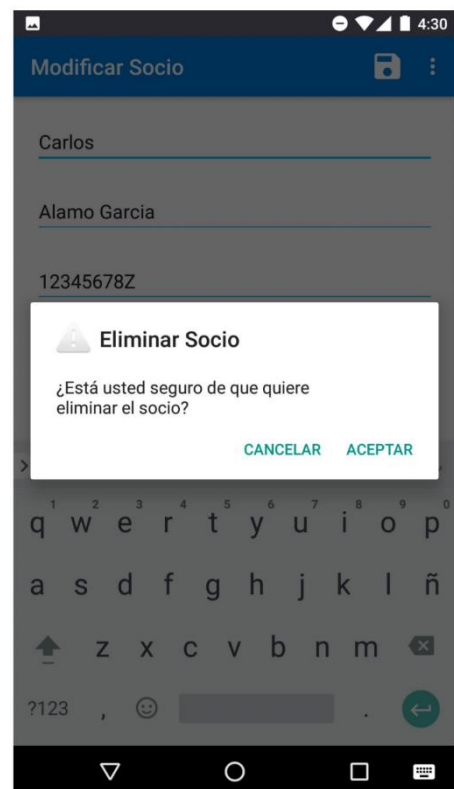 4:30
Modificar Socio
Carlos
Alamo Garcia
12345678Z
Eliminar Socio
¿Está usted seguro de que quiere
eliminar el socio?
CANCELAR ACEPTAR
1 2 3 4 5 6 7 8 9 0
q w e r t y u i o p
a s d f g h j k l ñ
z x c v b n m
?123 , .